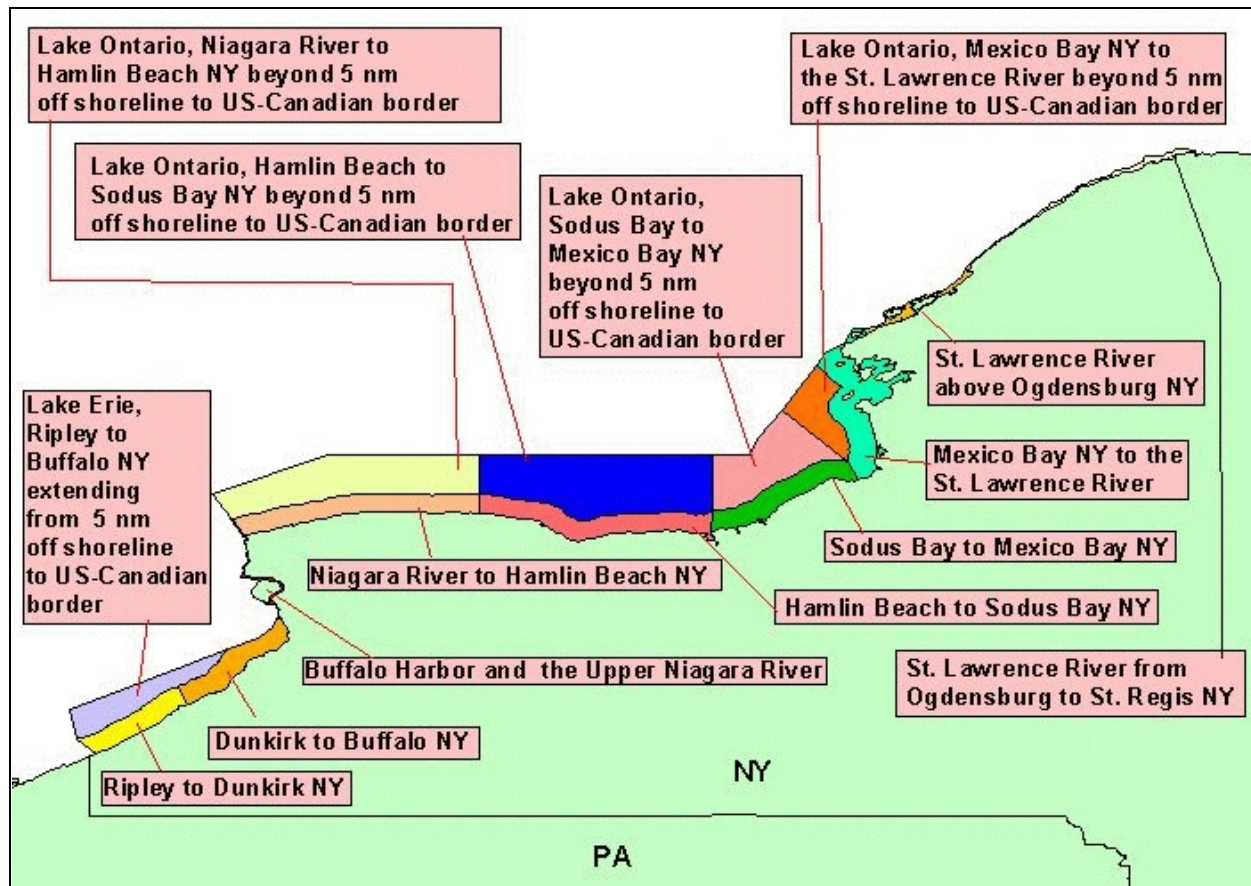 Lake Ontario, Niagara River to
Hamlin Beach NY beyond 5 nm
off shoreline to US-Canadian border
Lake Ontario, Mexico Bay NY to
the St. Lawrence River beyond 5 nm
off shoreline to US-Canadian border
Lake Ontario, Hamlin Beach to
Sodus Bay NY beyond 5 nm
off shoreline to US-Canadian border
Lake Ontario,
Sodus Bay to
Mexico Bay NY
beyond 5 nm
off shoreline to
US-Canadian border
St. Lawrence River
above Ogdensburg NY
Lake Erie,
Ripley to
Buffalo NY
extending
from 5 nm
off shoreline
to US-Canadian
border
Mexico Bay NY to the
St. Lawrence River
Sodus Bay to Mexico Bay NY
Niagara River to Hamlin Beach NY
Hamlin Beach to Sodus Bay NY
Buffalo Harbor and the Upper Niagara River
St. Lawrence River from
Ogdensburg to St. Regis NY
Dunkirk to Buffalo NY
Ripley to Dunkirk NY
NY
PA